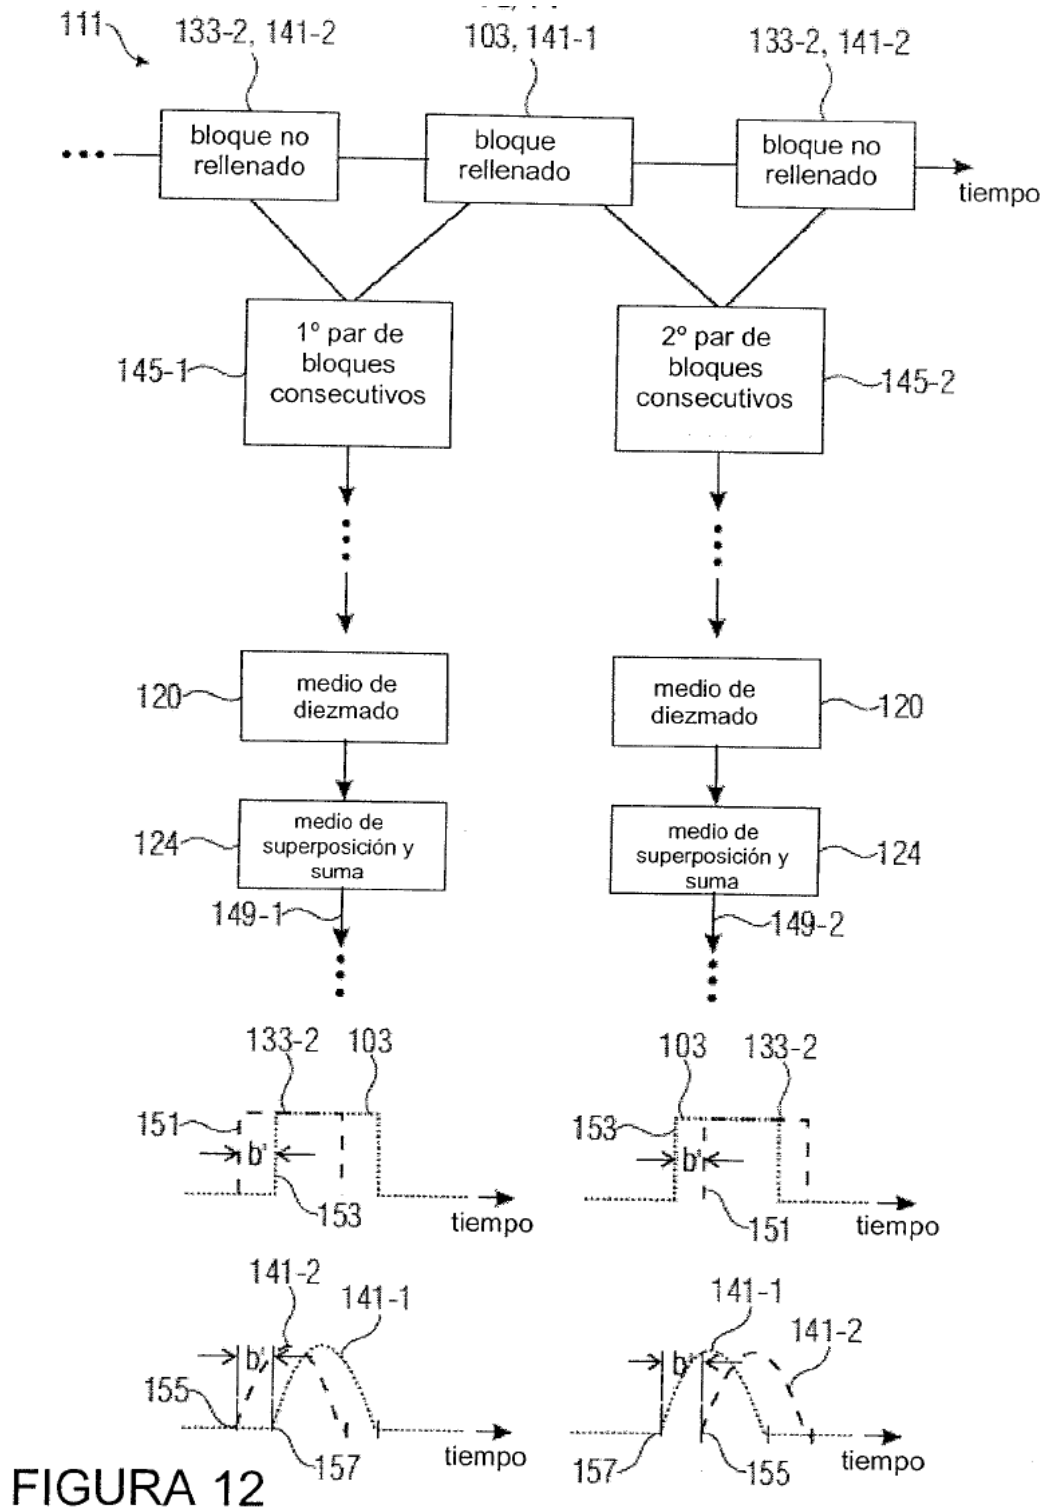 111
133-2, 141-2
103, 141-1
133-2, 141-2
bloque no
rellenado
bloque
rellenado
bloque no
rellenado
tiempo
1º par de
bloques
consecutivos
145-1
2º par de
bloques
consecutivos
145-2
120
medio de
diezmado
medio de
diezmado
120
124
medio de
superposición y
suma
medio de
superposición y
suma
124
149-1
149-2
133-2
103
151
b'
153
tiempo
103
133-2
153
b'
151
tiempo
141-2
141-1
b'
155
157
tiempo
141-1
141-2
b'
157
155
tiempo
FIGURA 12